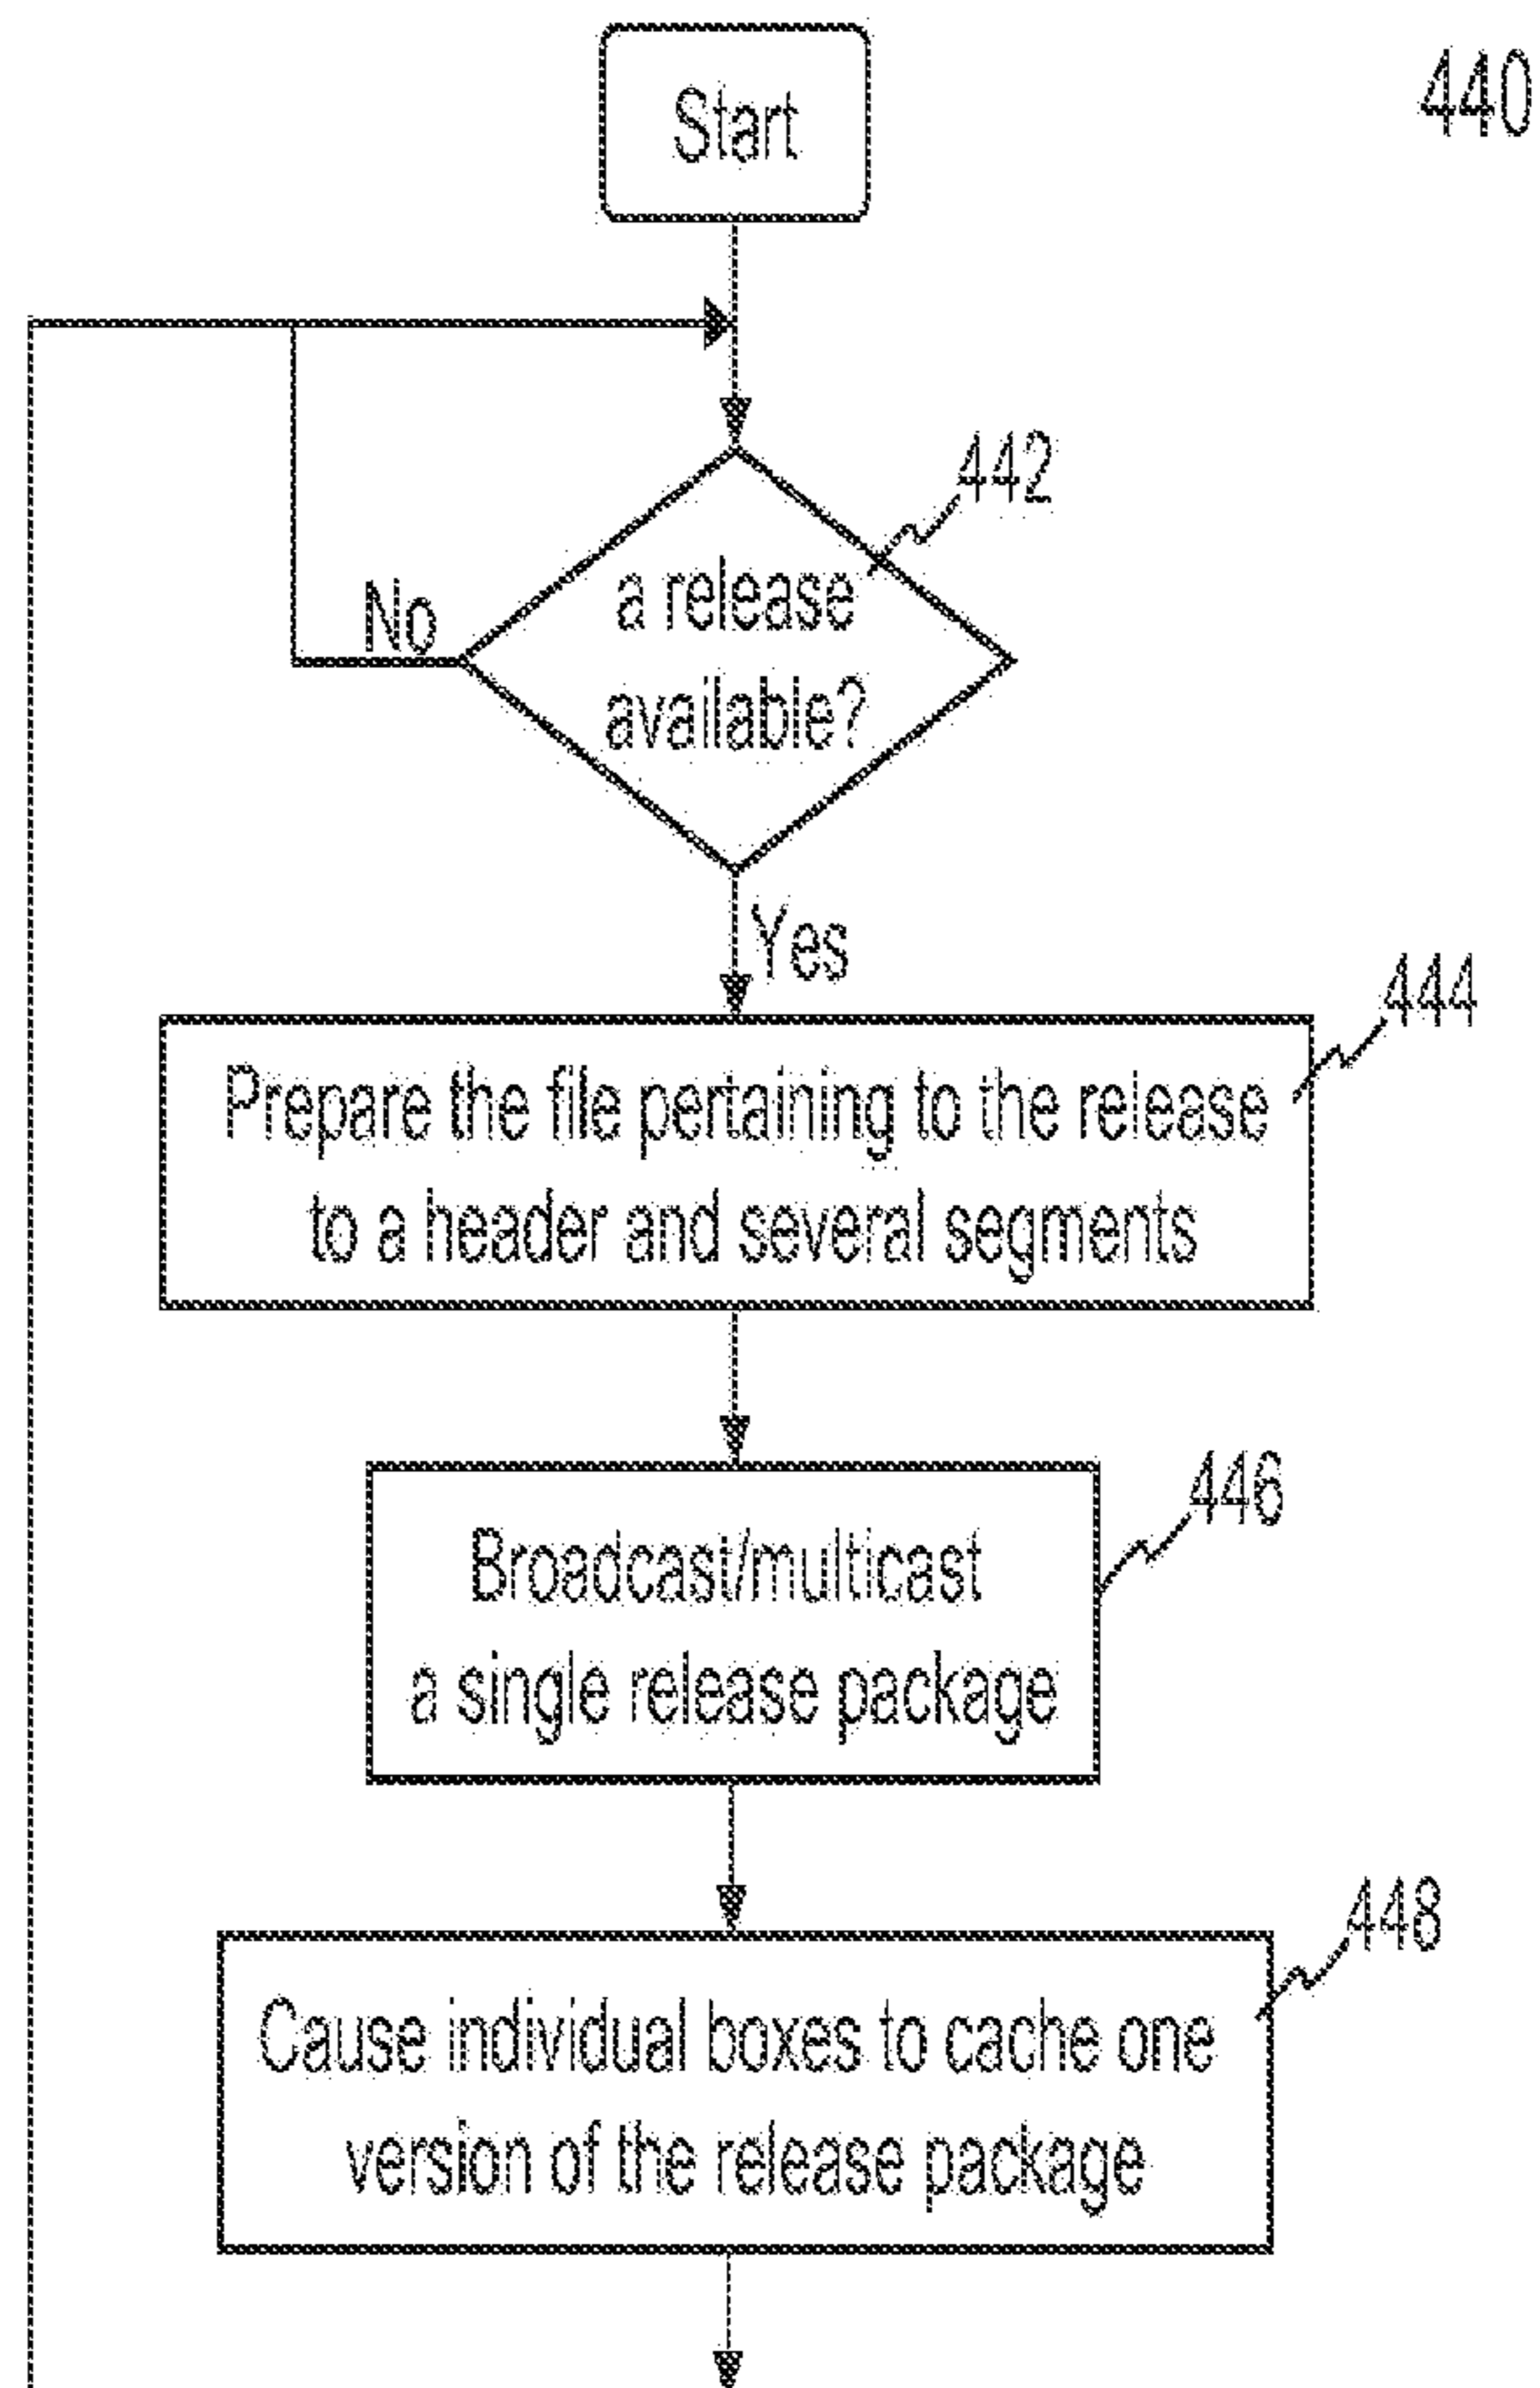 440
Start
442
a release
available?
No
Yes
444
Prepare the file pertaining to the release
to a header and several segments
446
Broadcast/multicast
a single release package
448
Cause individual boxes to cache one
version of the release package